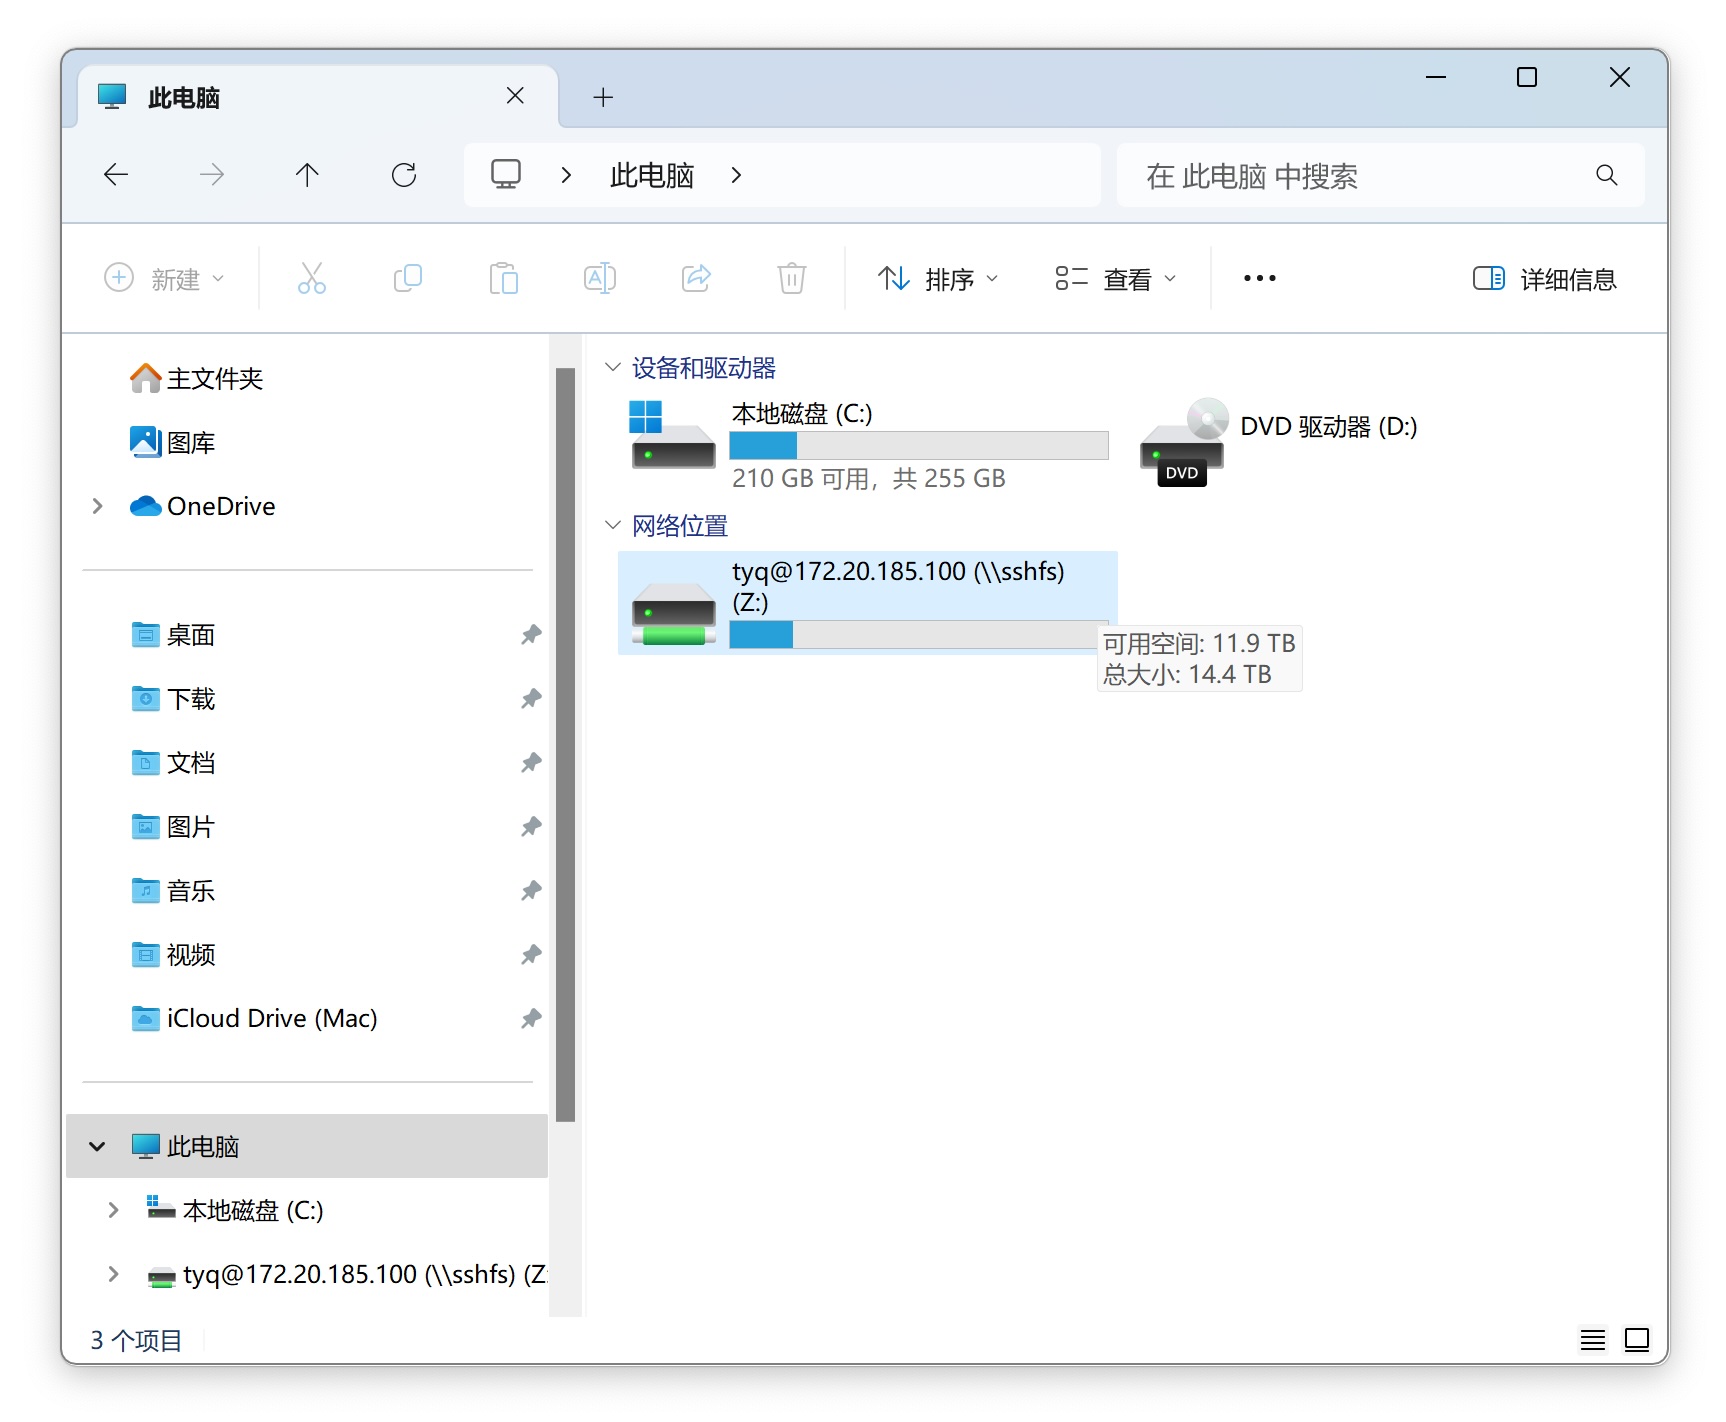 此电脑
此电脑
在 此电脑 中搜索
新建
排序
查看
详细信息
主文件夹
图库
OneDrive
桌面
下载
文档
图片
音乐
视频
iCloud Drive (Mac)
此电脑
本地磁盘 (C:)
tyq@172.20.185.100 (\\sshfs) (Z:
设备和驱动器
本地磁盘 (C:)
210 GB 可用，共 255 GB
DVD 驱动器 (D:)
DVD
网络位置
tyq@172.20.185.100 (\\sshfs)
(Z:)
可用空间: 11.9 TB
总大小: 14.4 TB
3 个项目